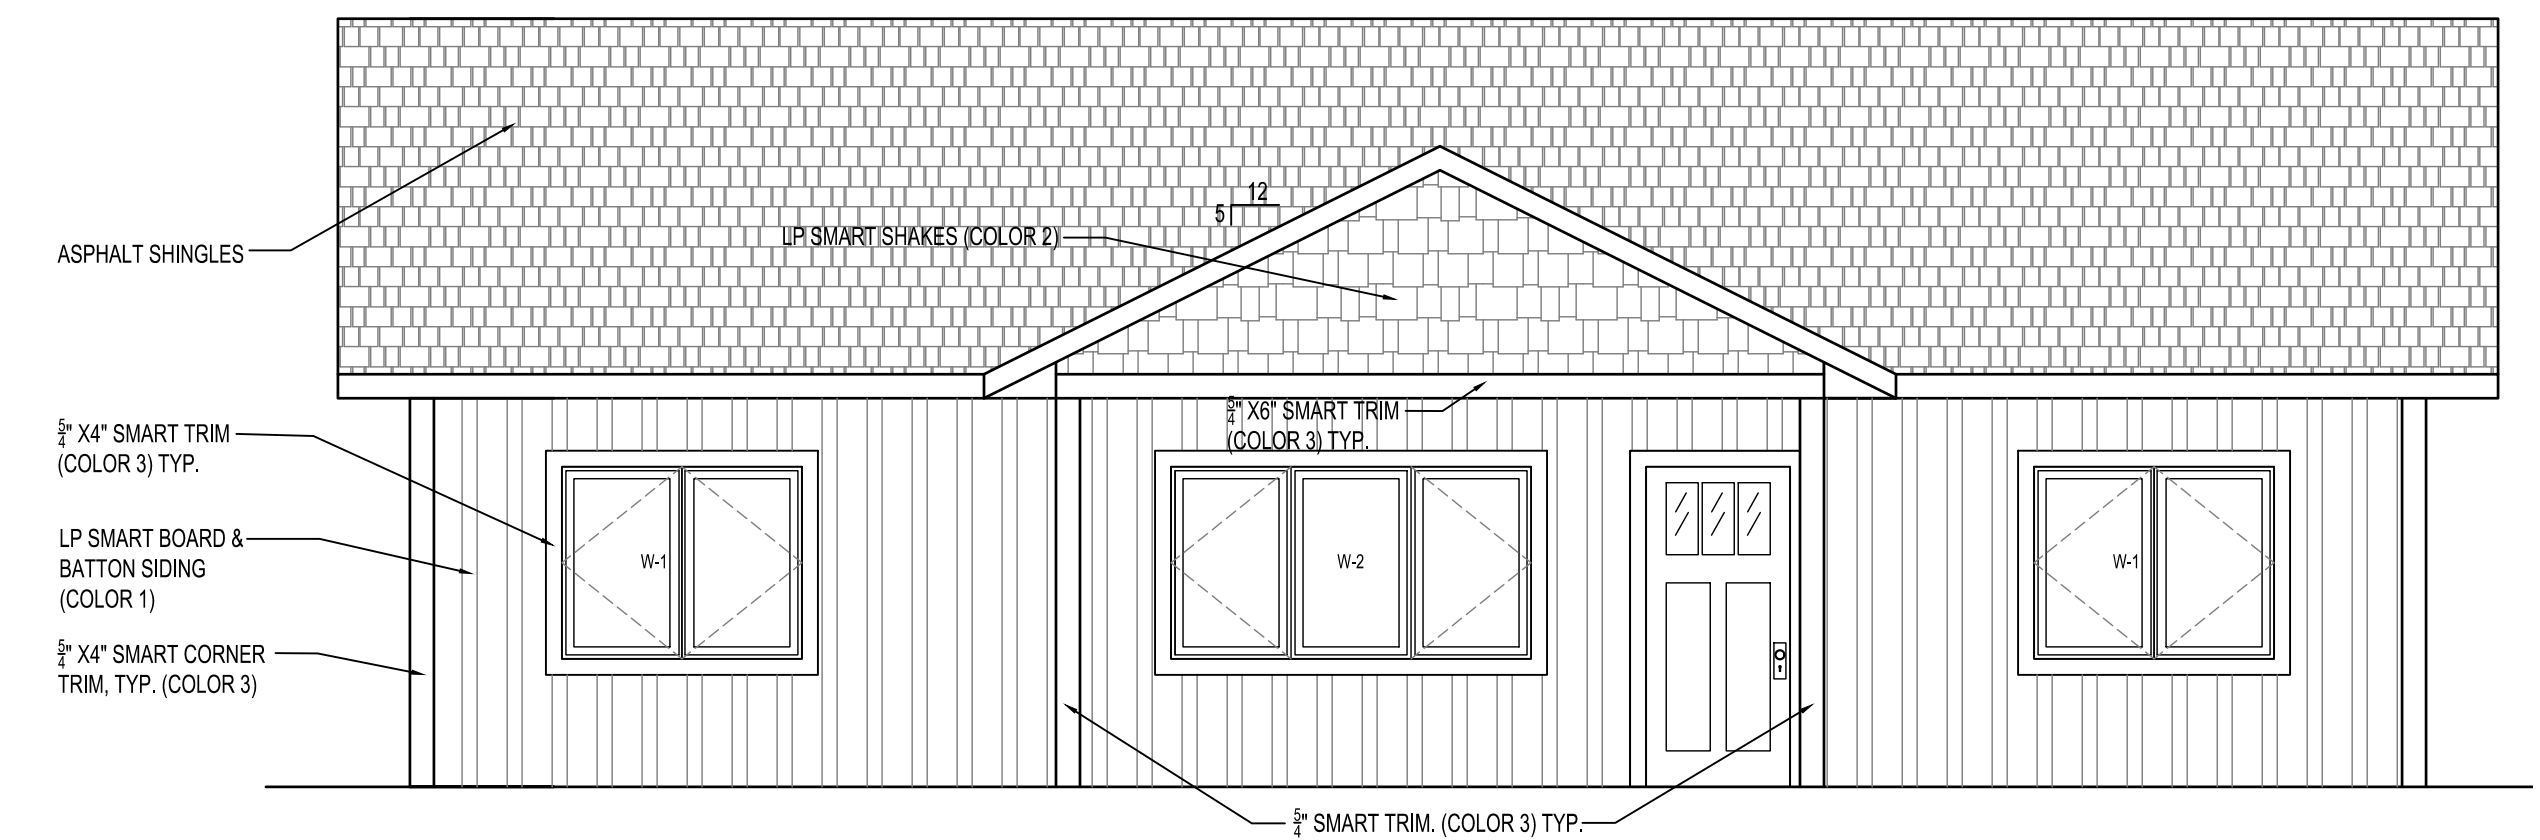 12
5
LP SMART SHAKES (COLOR 2)
ASPHALT SHINGLES
5/4" X6" SMART TRIM
(COLOR 3) TYP.
5/4" X4" SMART TRIM
(COLOR 3) TYP.
LP SMART BOARD &
BATTON SIDING
(COLOR 1)
W-1
W-2
W-1
5/4" X4" SMART CORNER
TRIM, TYP. (COLOR 3)
5/4" SMART TRIM. (COLOR 3) TYP.